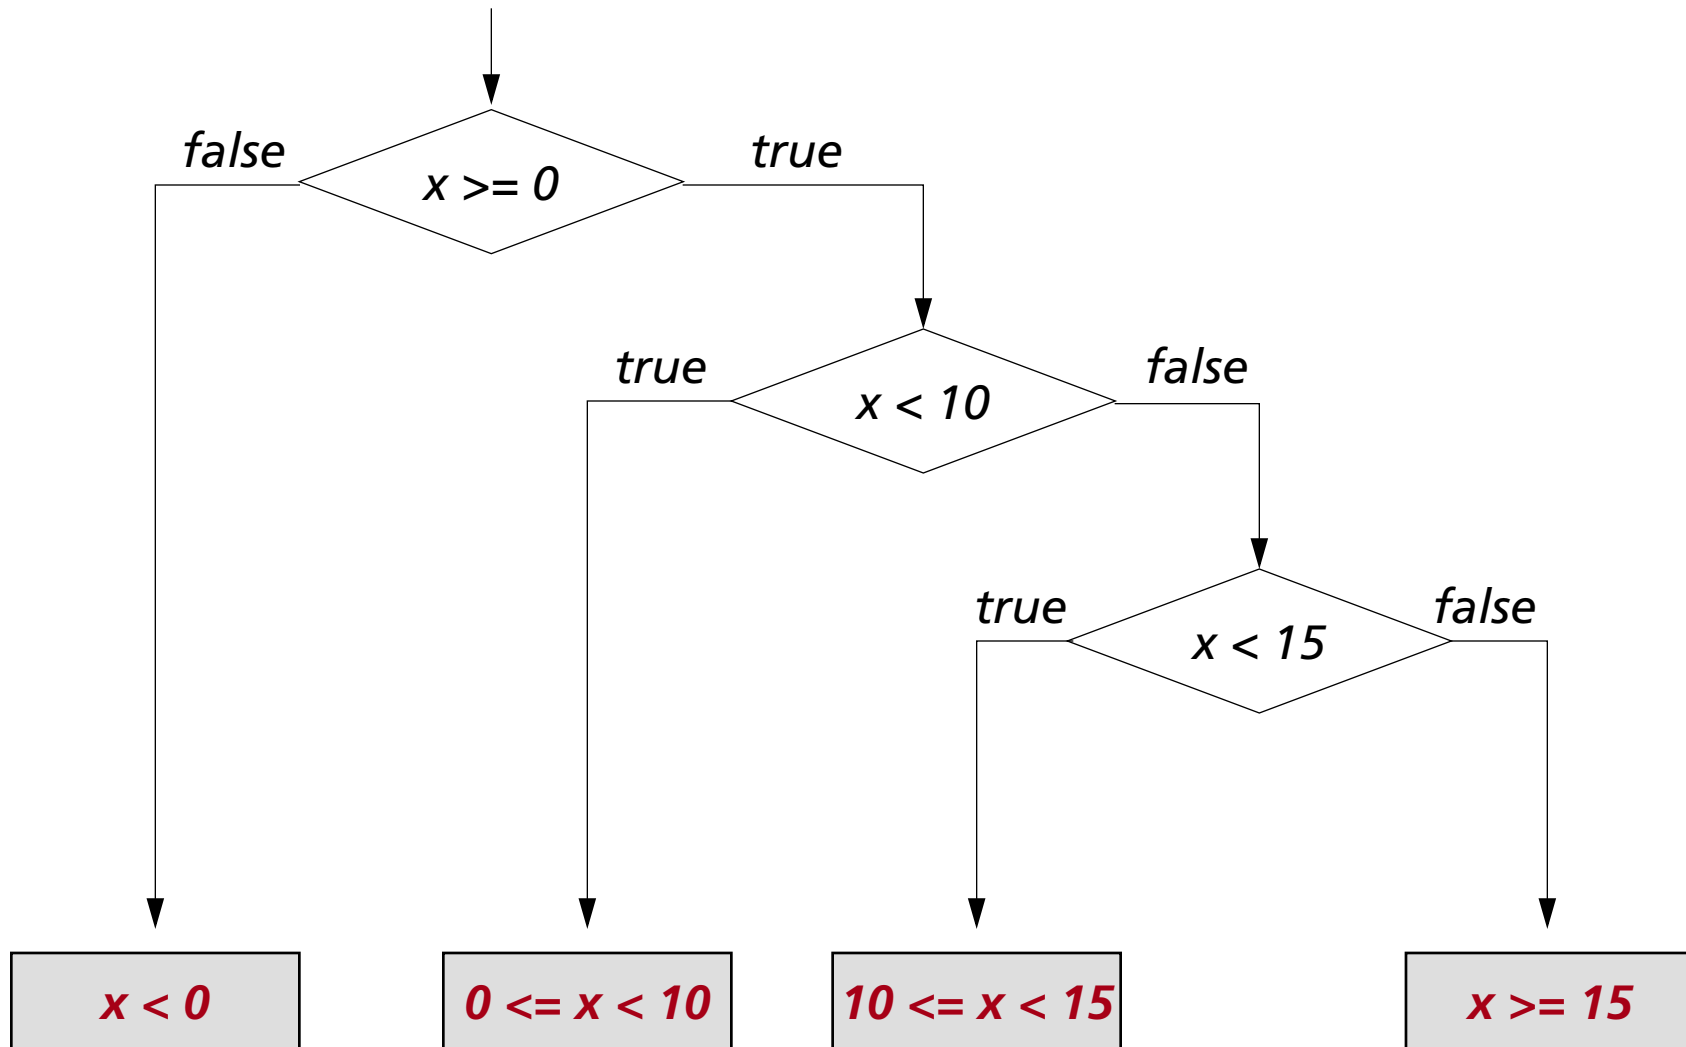 false
true
x >= 0
true
false
x < 10
true
false
x < 15
x < 0
0 <= x < 10
10 <= x < 15
x >= 15